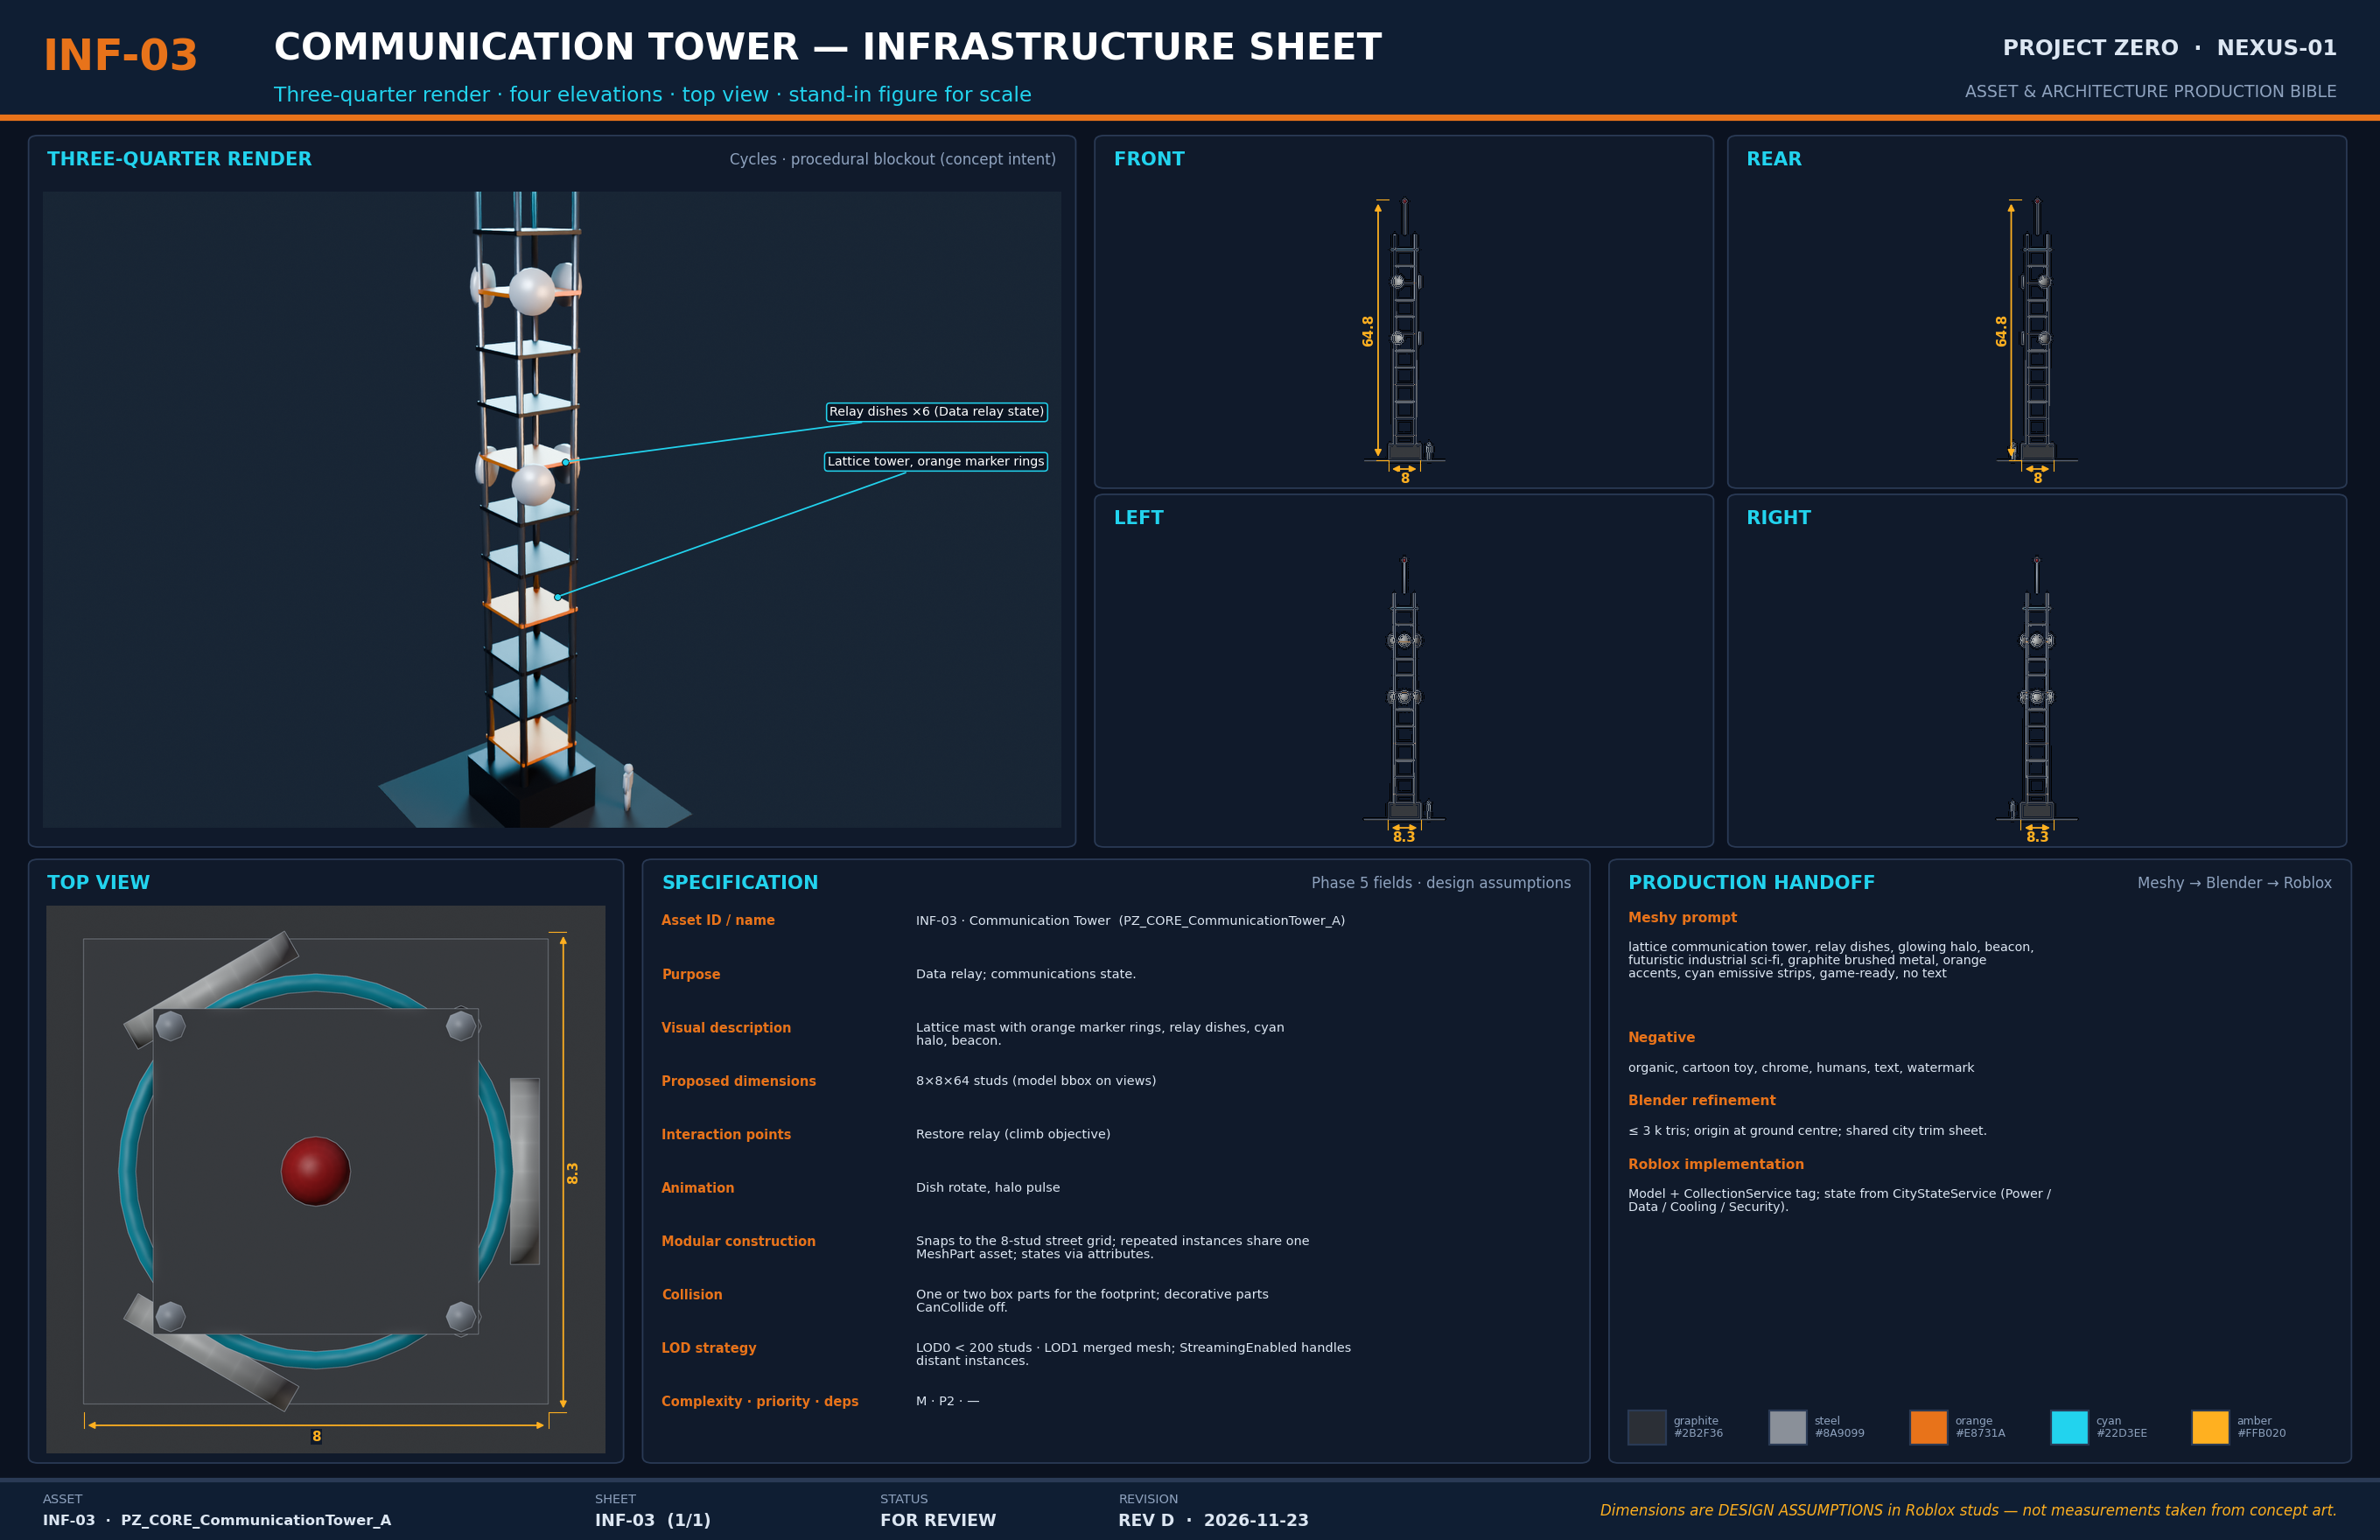 INF-03
COMMUNICATION TOWER — INFRASTRUCTURE SHEET
Three-quarter render · four elevations · top view · stand-in figure for scale
PROJECT ZERO · NEXUS-01
ASSET & ARCHITECTURE PRODUCTION BIBLE
THREE-QUARTER RENDER
Cycles · procedural blockout (concept intent)
Relay dishes ×6 (Data relay state)
Lattice tower, orange marker rings
FRONT
64.8
8
REAR
64.8
8
LEFT
8.3
RIGHT
8.3
TOP VIEW
8.3
8
SPECIFICATION
Phase 5 fields · design assumptions
Asset ID / name
INF-03 · Communication Tower (PZ_CORE_CommunicationTower_A)
Purpose
Data relay; communications state.
Visual description
Lattice mast with orange marker rings, relay dishes, cyan
halo, beacon.
Proposed dimensions
8×8×64 studs (model bbox on views)
Interaction points
Restore relay (climb objective)
Animation
Dish rotate, halo pulse
Modular construction
Snaps to the 8-stud street grid; repeated instances share one
MeshPart asset; states via attributes.
Collision
One or two box parts for the footprint; decorative parts
CanCollide off.
LOD strategy
LOD0 < 200 studs · LOD1 merged mesh; StreamingEnabled handles
distant instances.
Complexity · priority · deps
M · P2 · —
PRODUCTION HANDOFF
Meshy → Blender → Roblox
Meshy prompt
lattice communication tower, relay dishes, glowing halo, beacon,
futuristic industrial sci-fi, graphite brushed metal, orange
accents, cyan emissive strips, game-ready, no text
Negative
organic, cartoon toy, chrome, humans, text, watermark
Blender refinement
≤ 3 k tris; origin at ground centre; shared city trim sheet.
Roblox implementation
Model + CollectionService tag; state from CityStateService (Power /
Data / Cooling / Security).
graphite
#2B2F36
steel
#8A9099
orange
#E8731A
cyan
#22D3EE
amber
#FFB020
ASSET
INF-03 · PZ_CORE_CommunicationTower_A
SHEET
INF-03 (1/1)
STATUS
FOR REVIEW
REVISION
REV D · 2026-11-23
Dimensions are DESIGN ASSUMPTIONS in Roblox studs — not measurements taken from concept art.